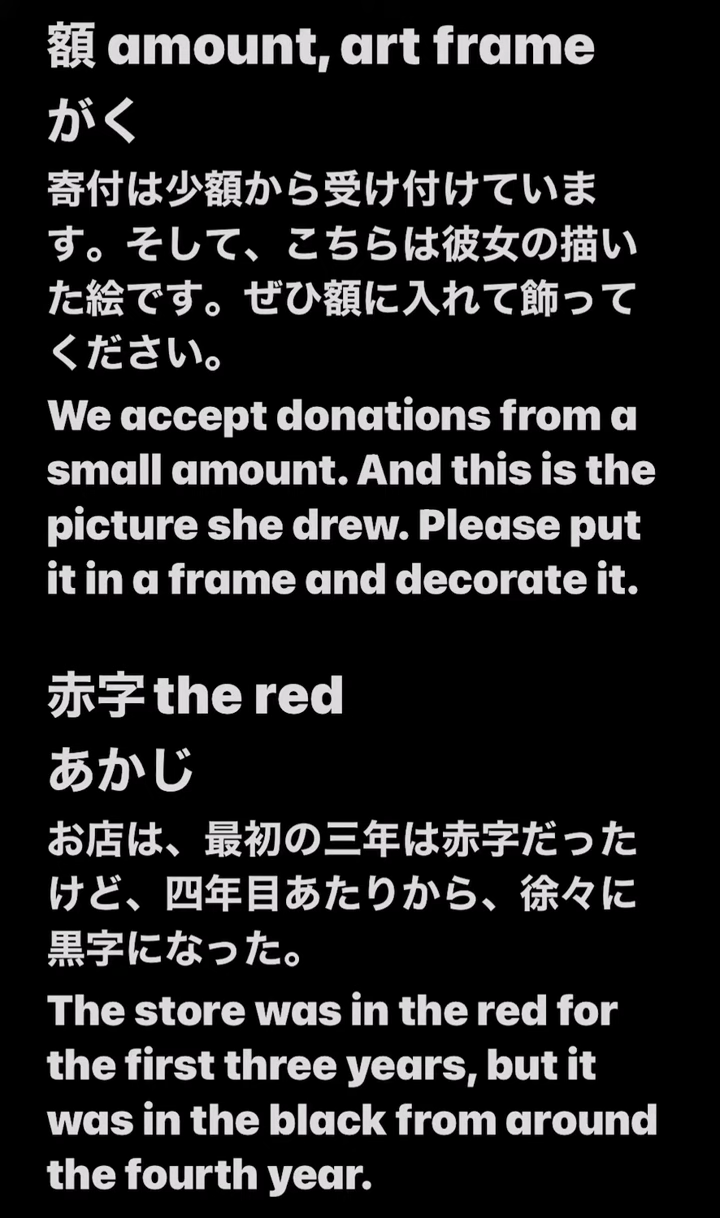 額 amount, art frame
がく
寄付は少額から受け付けていま
す。そして、こちらは彼女の描い
た絵です。ぜひ額に入れて飾って
ください。
We accept donations from a
small amount. And this is the
picture she drew. Please put
it in a frame and decorate it.
赤字 the red
あかじ
お店は、最初の三年は赤字だった
けど、四年目あたりから、徐々に
黒字になった。
The store was in the red for
the first three years, but it
was in the black from around
the fourth year.